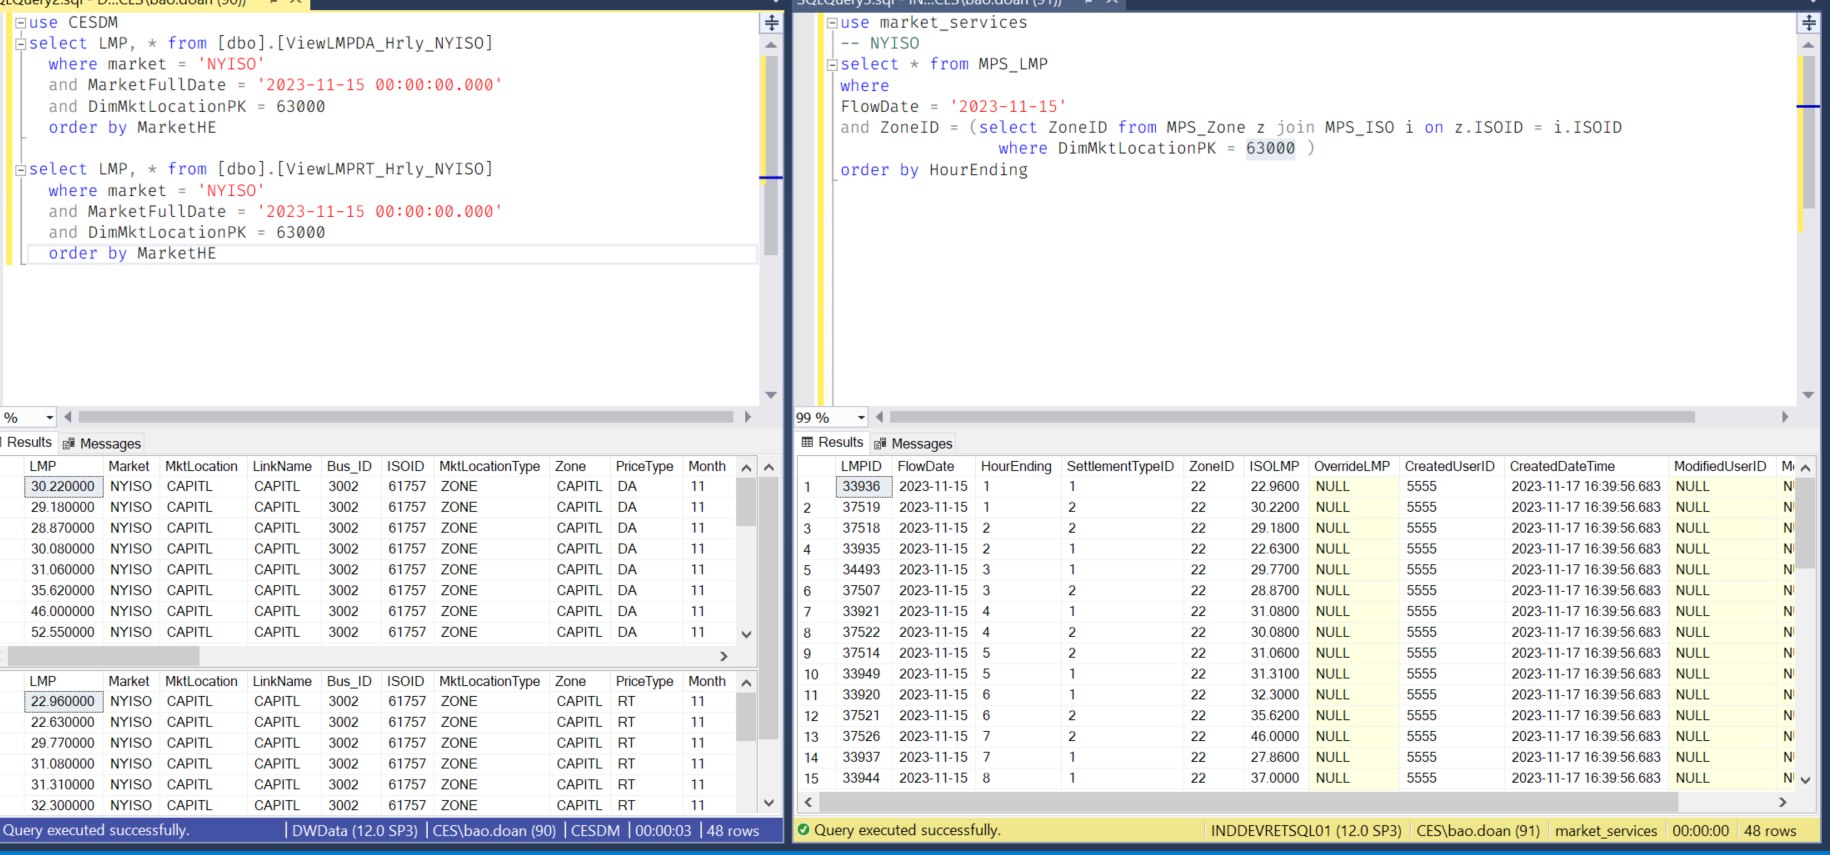 SQLQuery2.sql - D...CES\bao.doan (90))
use CESDM
select LMP, * from [dbo].[ViewLMPDA_Hrly_NYISO]
where market = 'NYISO'
and MarketFullDate = '2023-11-15 00:00:00.000'
and DimMktLocationPK = 63000
order by MarketHE
select LMP, * from [dbo].[ViewLMPRT_Hrly_NYISO]
where market = 'NYISO'
and MarketFullDate = '2023-11-15 00:00:00.000'
and DimMktLocationPK = 63000
order by MarketHE
%
Results Messages
LMP Market MktLocation LinkName Bus_ID ISOID MktLocationType Zone PriceType Month
30.220000 NYISO CAPITL CAPITL 3002 61757 ZONE CAPITL DA 11
29.180000 NYISO CAPITL CAPITL 3002 61757 ZONE CAPITL DA 11
28.870000 NYISO CAPITL CAPITL 3002 61757 ZONE CAPITL DA 11
30.080000 NYISO CAPITL CAPITL 3002 61757 ZONE CAPITL DA 11
31.060000 NYISO CAPITL CAPITL 3002 61757 ZONE CAPITL DA 11
35.620000 NYISO CAPITL CAPITL 3002 61757 ZONE CAPITL DA 11
46.000000 NYISO CAPITL CAPITL 3002 61757 ZONE CAPITL DA 11
52.550000 NYISO CAPITL CAPITL 3002 61757 ZONE CAPITL DA 11
LMP Market MktLocation LinkName Bus_ID ISOID MktLocationType Zone PriceType Month
22.960000 NYISO CAPITL CAPITL 3002 61757 ZONE CAPITL RT 11
22.630000 NYISO CAPITL CAPITL 3002 61757 ZONE CAPITL RT 11
29.770000 NYISO CAPITL CAPITL 3002 61757 ZONE CAPITL RT 11
31.080000 NYISO CAPITL CAPITL 3002 61757 ZONE CAPITL RT 11
31.310000 NYISO CAPITL CAPITL 3002 61757 ZONE CAPITL RT 11
32.300000 NYISO CAPITL CAPITL 3002 61757 ZONE CAPITL RT 11
Query executed successfully. DWData (12.0 SP3) CES\bao.doan (90) CESDM 00:00:03 48 rows
SQLQuery3.sql - IN...CES\bao.doan (91))
use market_services
-- NYISO
select * from MPS_LMP
where
FlowDate = '2023-11-15'
and ZoneID = (select ZoneID from MPS_Zone z join MPS_ISO i on z.ISOID = i.ISOID
where DimMktLocationPK = 63000 )
order by HourEnding
99 %
Results Messages
LMPID FlowDate HourEnding SettlementTypeID ZoneID ISOLMP OverrideLMP CreatedUserID CreatedDateTime ModifiedUserID
1 33936 2023-11-15 1 1 22 22.9600 NULL 5555 2023-11-17 16:39:56.683 NULL
2 37519 2023-11-15 1 2 22 30.2200 NULL 5555 2023-11-17 16:39:56.683 NULL
3 37518 2023-11-15 2 2 22 29.1800 NULL 5555 2023-11-17 16:39:56.683 NULL
4 33935 2023-11-15 2 1 22 22.6300 NULL 5555 2023-11-17 16:39:56.683 NULL
5 34493 2023-11-15 3 1 22 29.7700 NULL 5555 2023-11-17 16:39:56.683 NULL
6 37507 2023-11-15 3 2 22 28.8700 NULL 5555 2023-11-17 16:39:56.683 NULL
7 33921 2023-11-15 4 1 22 31.0800 NULL 5555 2023-11-17 16:39:56.683 NULL
8 37522 2023-11-15 4 2 22 30.0800 NULL 5555 2023-11-17 16:39:56.683 NULL
9 37514 2023-11-15 5 2 22 31.0600 NULL 5555 2023-11-17 16:39:56.683 NULL
10 33949 2023-11-15 5 1 22 31.3100 NULL 5555 2023-11-17 16:39:56.683 NULL
11 33920 2023-11-15 6 1 22 32.3000 NULL 5555 2023-11-17 16:39:56.683 NULL
12 37521 2023-11-15 6 2 22 35.6200 NULL 5555 2023-11-17 16:39:56.683 NULL
13 37526 2023-11-15 7 2 22 46.0000 NULL 5555 2023-11-17 16:39:56.683 NULL
14 33937 2023-11-15 7 1 22 27.8600 NULL 5555 2023-11-17 16:39:56.683 NULL
15 33944 2023-11-15 8 1 22 37.0000 NULL 5555 2023-11-17 16:39:56.683 NULL
Query executed successfully. INDDEVRETSQL01 (12.0 SP3) CES\bao.doan (91) market_services 00:00:00 48 rows